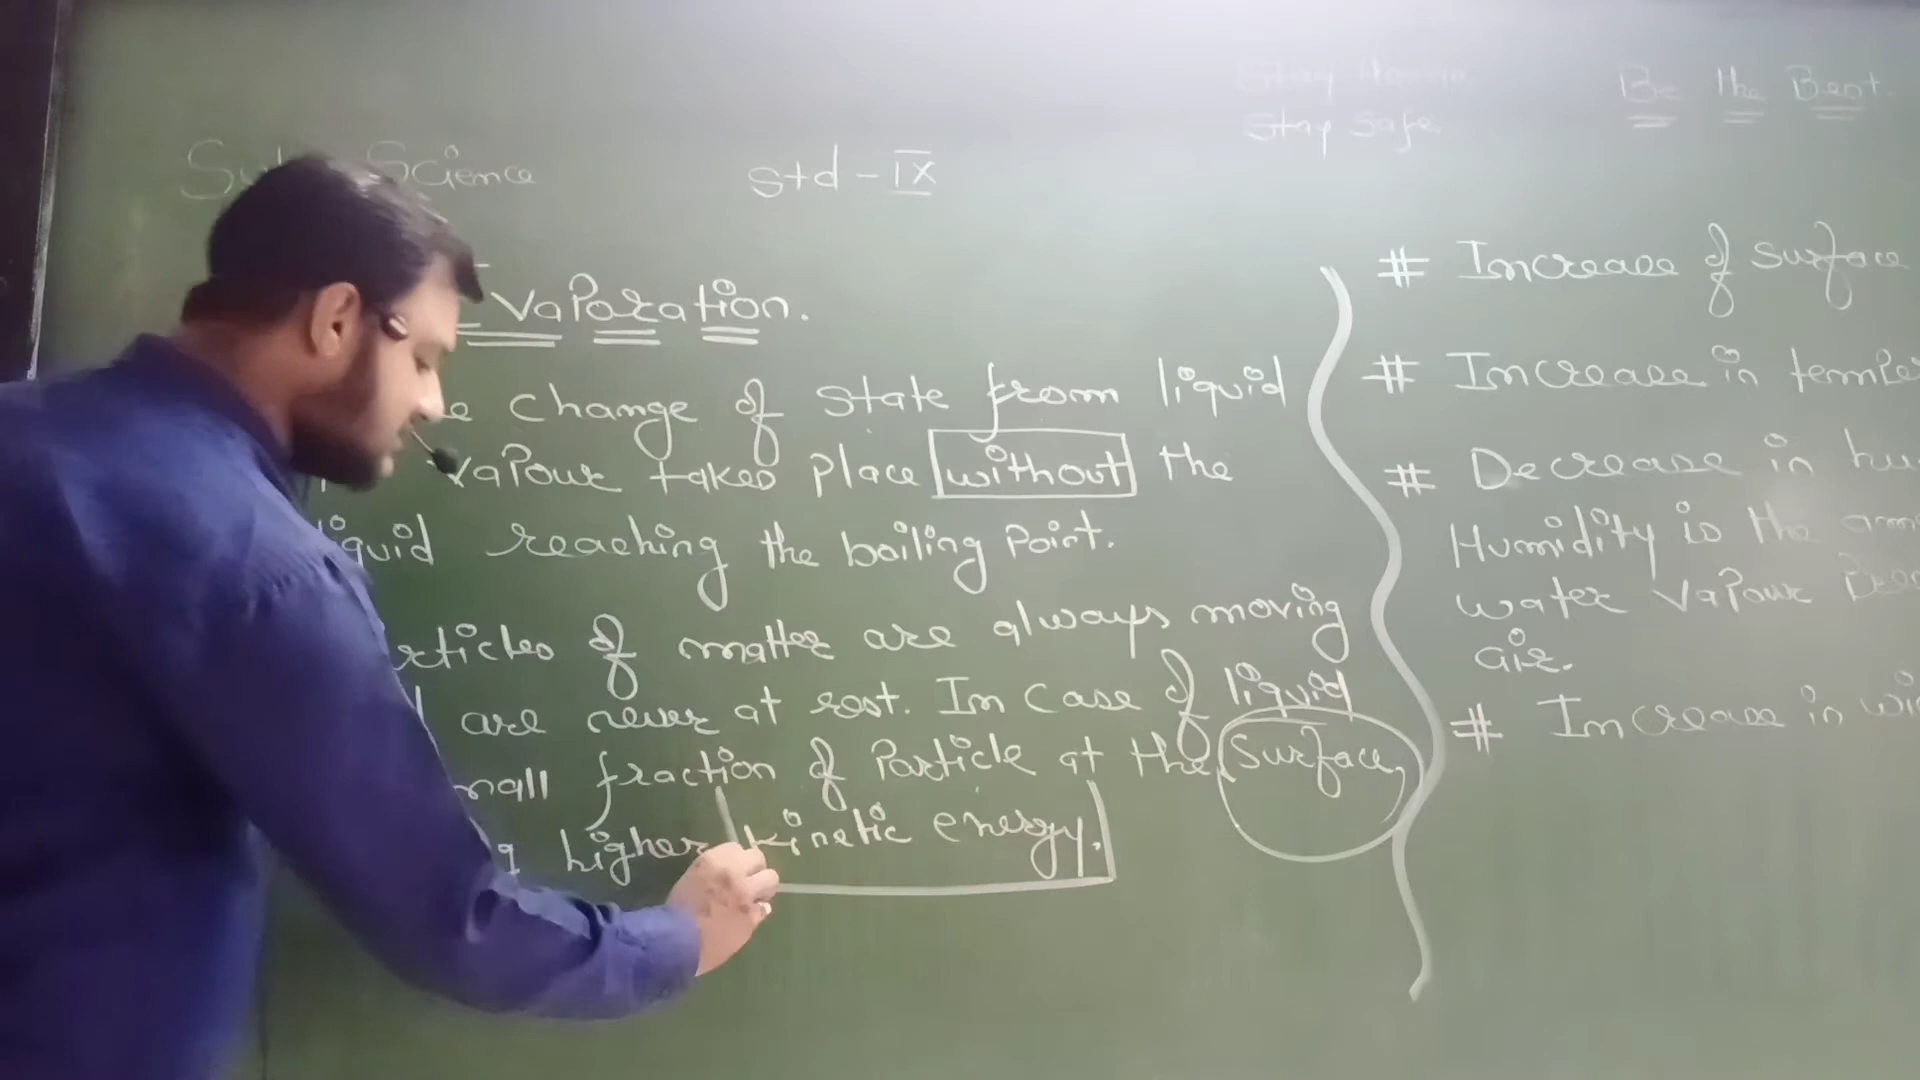 Stay Home
Stay Safe
Be the Best.
Science
Std - IX
Vaporation.
change of state from liquid
vapour takes place without the
reaching the boiling point.
of matter are always moving
are never at rest. In case of liquid
fraction of Particle at the surface,
higher kinetic energy.
# Increase of surface
# Increase in
# Decrease in
Humidity is the
water vapour
air.
# Increase in